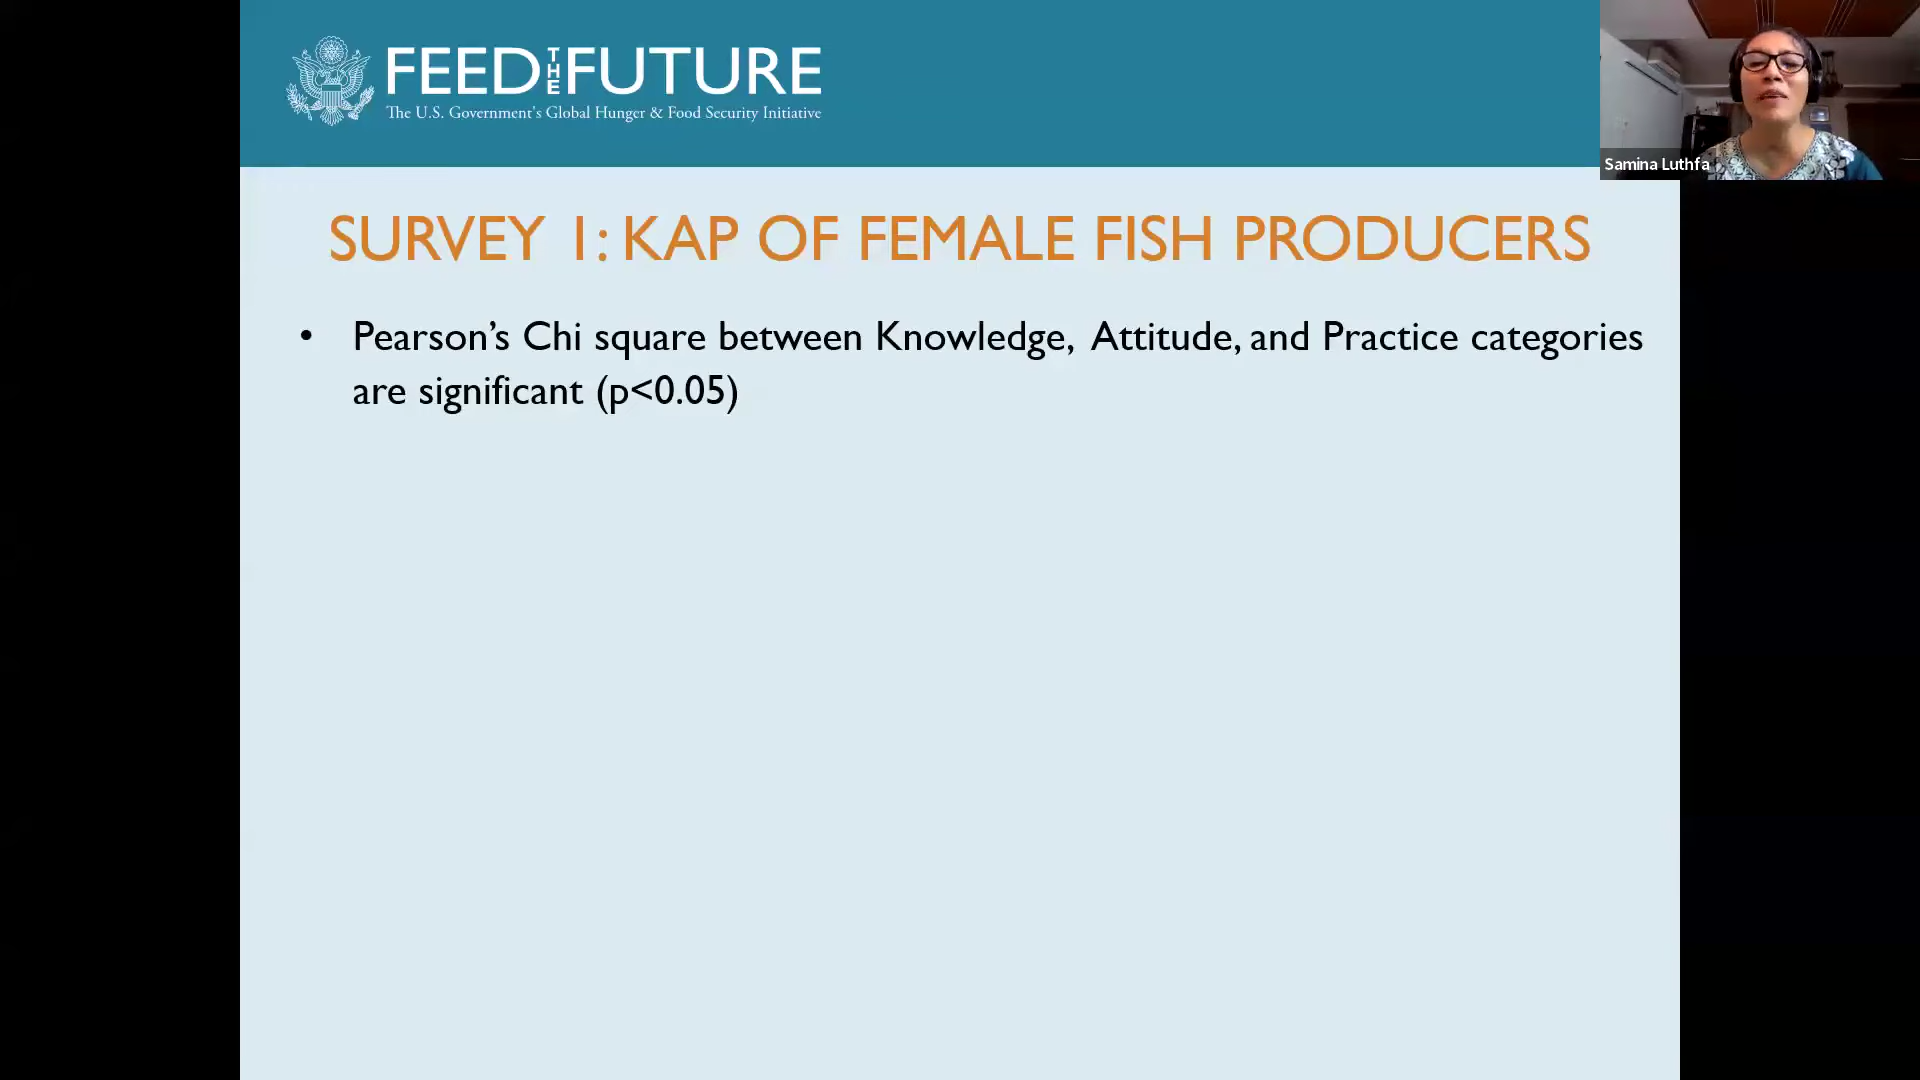 FEED THE FUTURE
The U.S. Government's Global Hunger & Food Security Initiative
Samina Luthfa
SURVEY 1: KAP OF FEMALE FISH PRODUCERS
• Pearson’s Chi square between Knowledge, Attitude, and Practice categories
are significant (p<0.05)